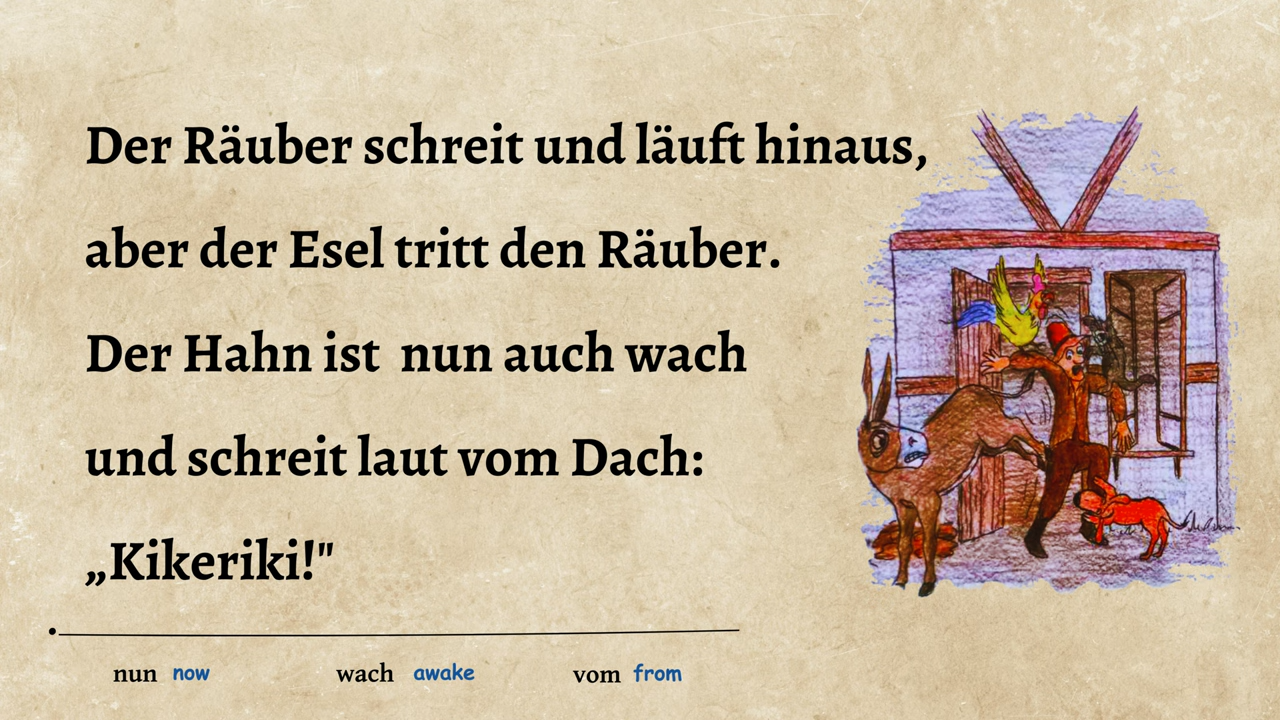 Der Räuber schreit und läuft hinaus,
aber der Esel tritt den Räuber.
Der Hahn ist  nun auch wach
und schreit laut vom Dach:
„Kikeriki!"
nun now wach awake vom from